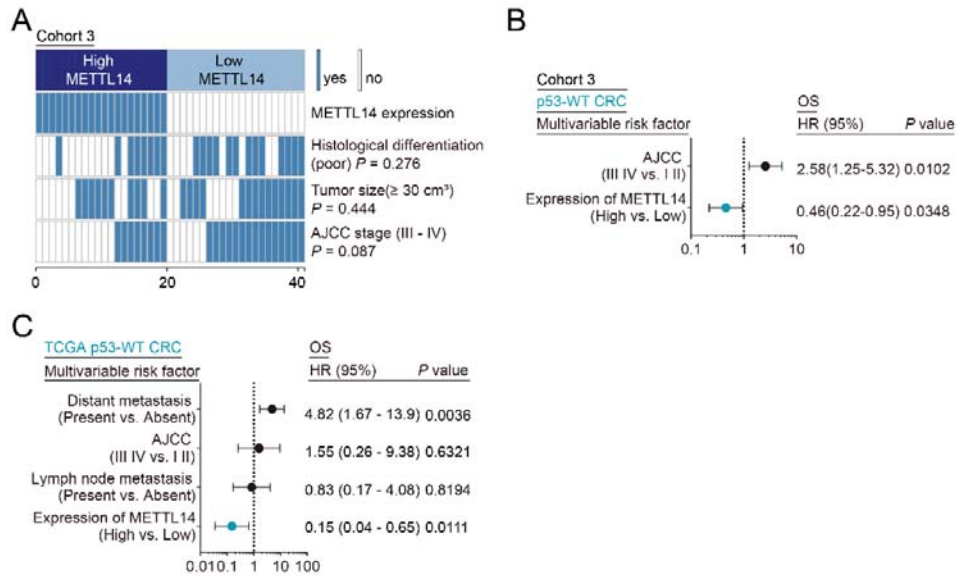 A
Cohort 3
High
METTL14
Low
METTL14
yes
no
METTL14 expression
Histological differentiation
(poor) P = 0.276
Tumor size(≥ 30 cm³)
P = 0.444
AJCC stage (III - IV)
P = 0.087
0 20 40
B
Cohort 3
p53-WT CRC
Multivariable risk factor
OS
HR (95%) P value
AJCC
(III IV vs. I II)
2.58(1.25-5.32) 0.0102
Expression of METTL14
(High vs. Low)
0.46(0.22-0.95) 0.0348
0.1 1 10
C
TCGA p53-WT CRC
Multivariable risk factor
OS
HR (95%) P value
Distant metastasis
(Present vs. Absent)
4.82 (1.67 - 13.9) 0.0036
AJCC
(III IV vs. I II)
1.55 (0.26 - 9.38) 0.6321
Lymph node metastasis
(Present vs. Absent)
0.83 (0.17 - 4.08) 0.8194
Expression of METTL14
(High vs. Low)
0.15 (0.04 - 0.65) 0.0111
0.01 0.1 1 10 100